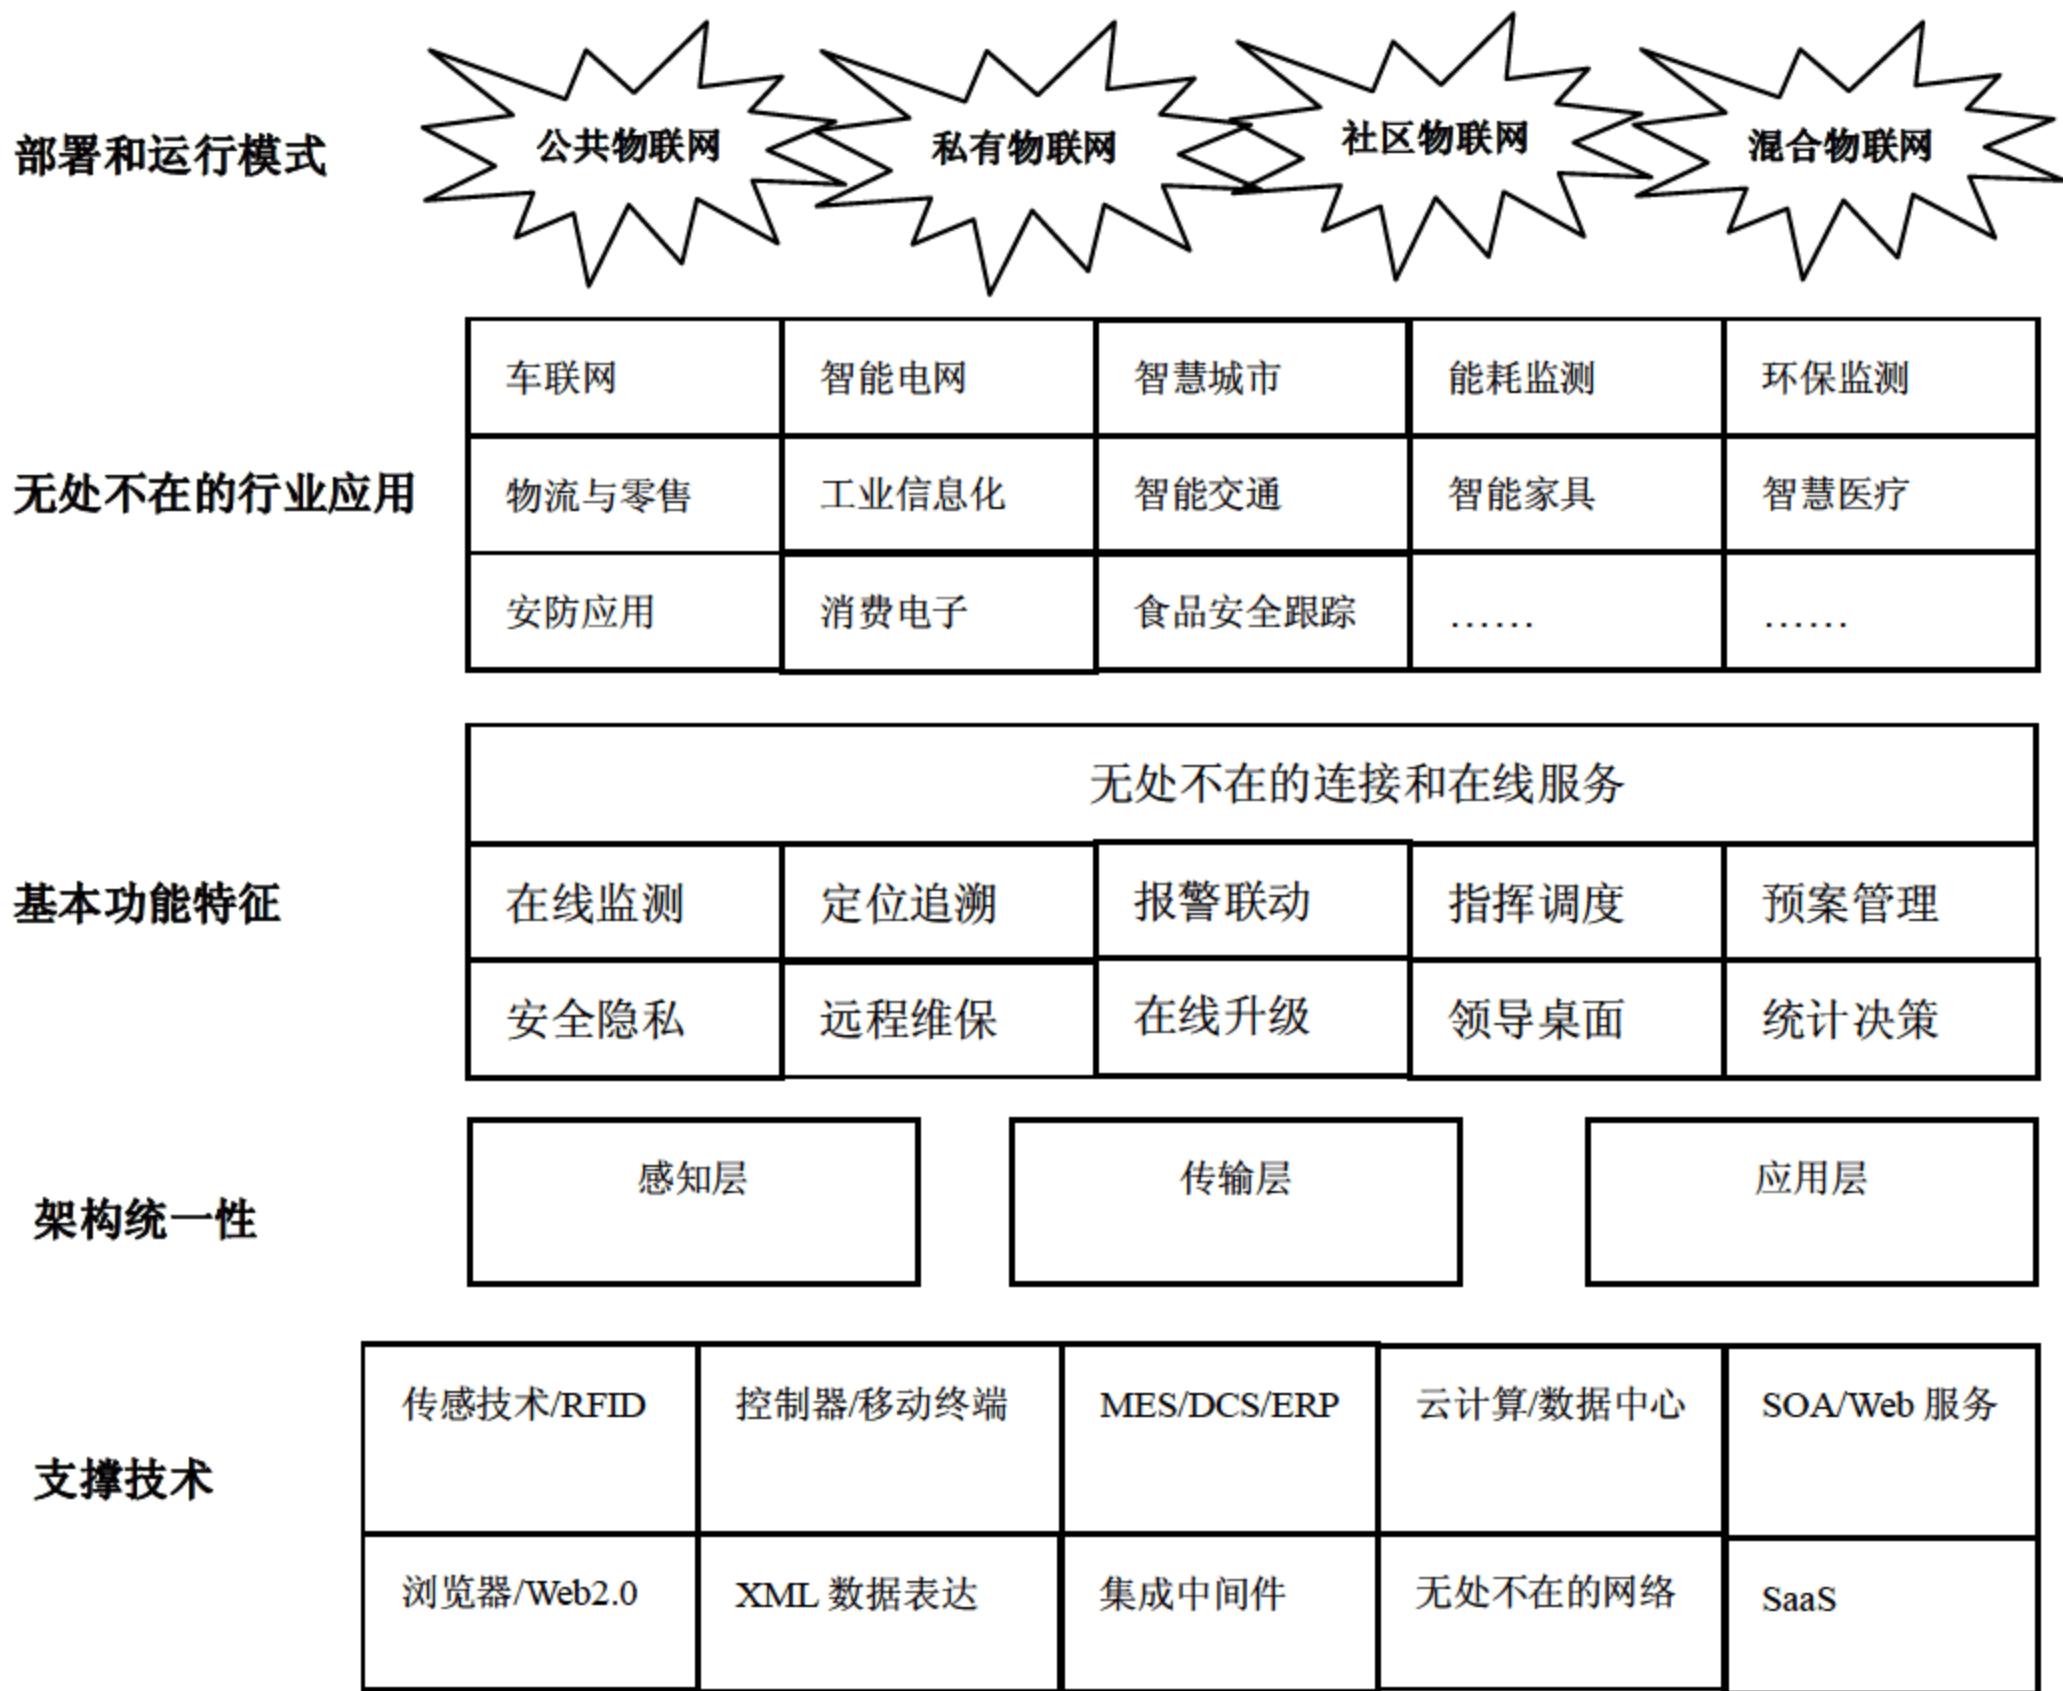 部署和运行模式
公共物联网
私有物联网
社区物联网
混合物联网
无处不在的行业应用
车联网
智能电网
智慧城市
能耗监测
环保监测
物流与零售
工业信息化
智能交通
智能家具
智慧医疗
安防应用
消费电子
食品安全跟踪
……
……
基本功能特征
无处不在的连接和在线服务
在线监测
定位追溯
报警联动
指挥调度
预案管理
安全隐私
远程维保
在线升级
领导桌面
统计决策
架构统一性
感知层
传输层
应用层
支撑技术
传感技术/RFID
控制器/移动终端
MES/DCS/ERP
云计算/数据中心
SOA/Web 服务
浏览器/Web2.0
XML 数据表达
集成中间件
无处不在的网络
SaaS